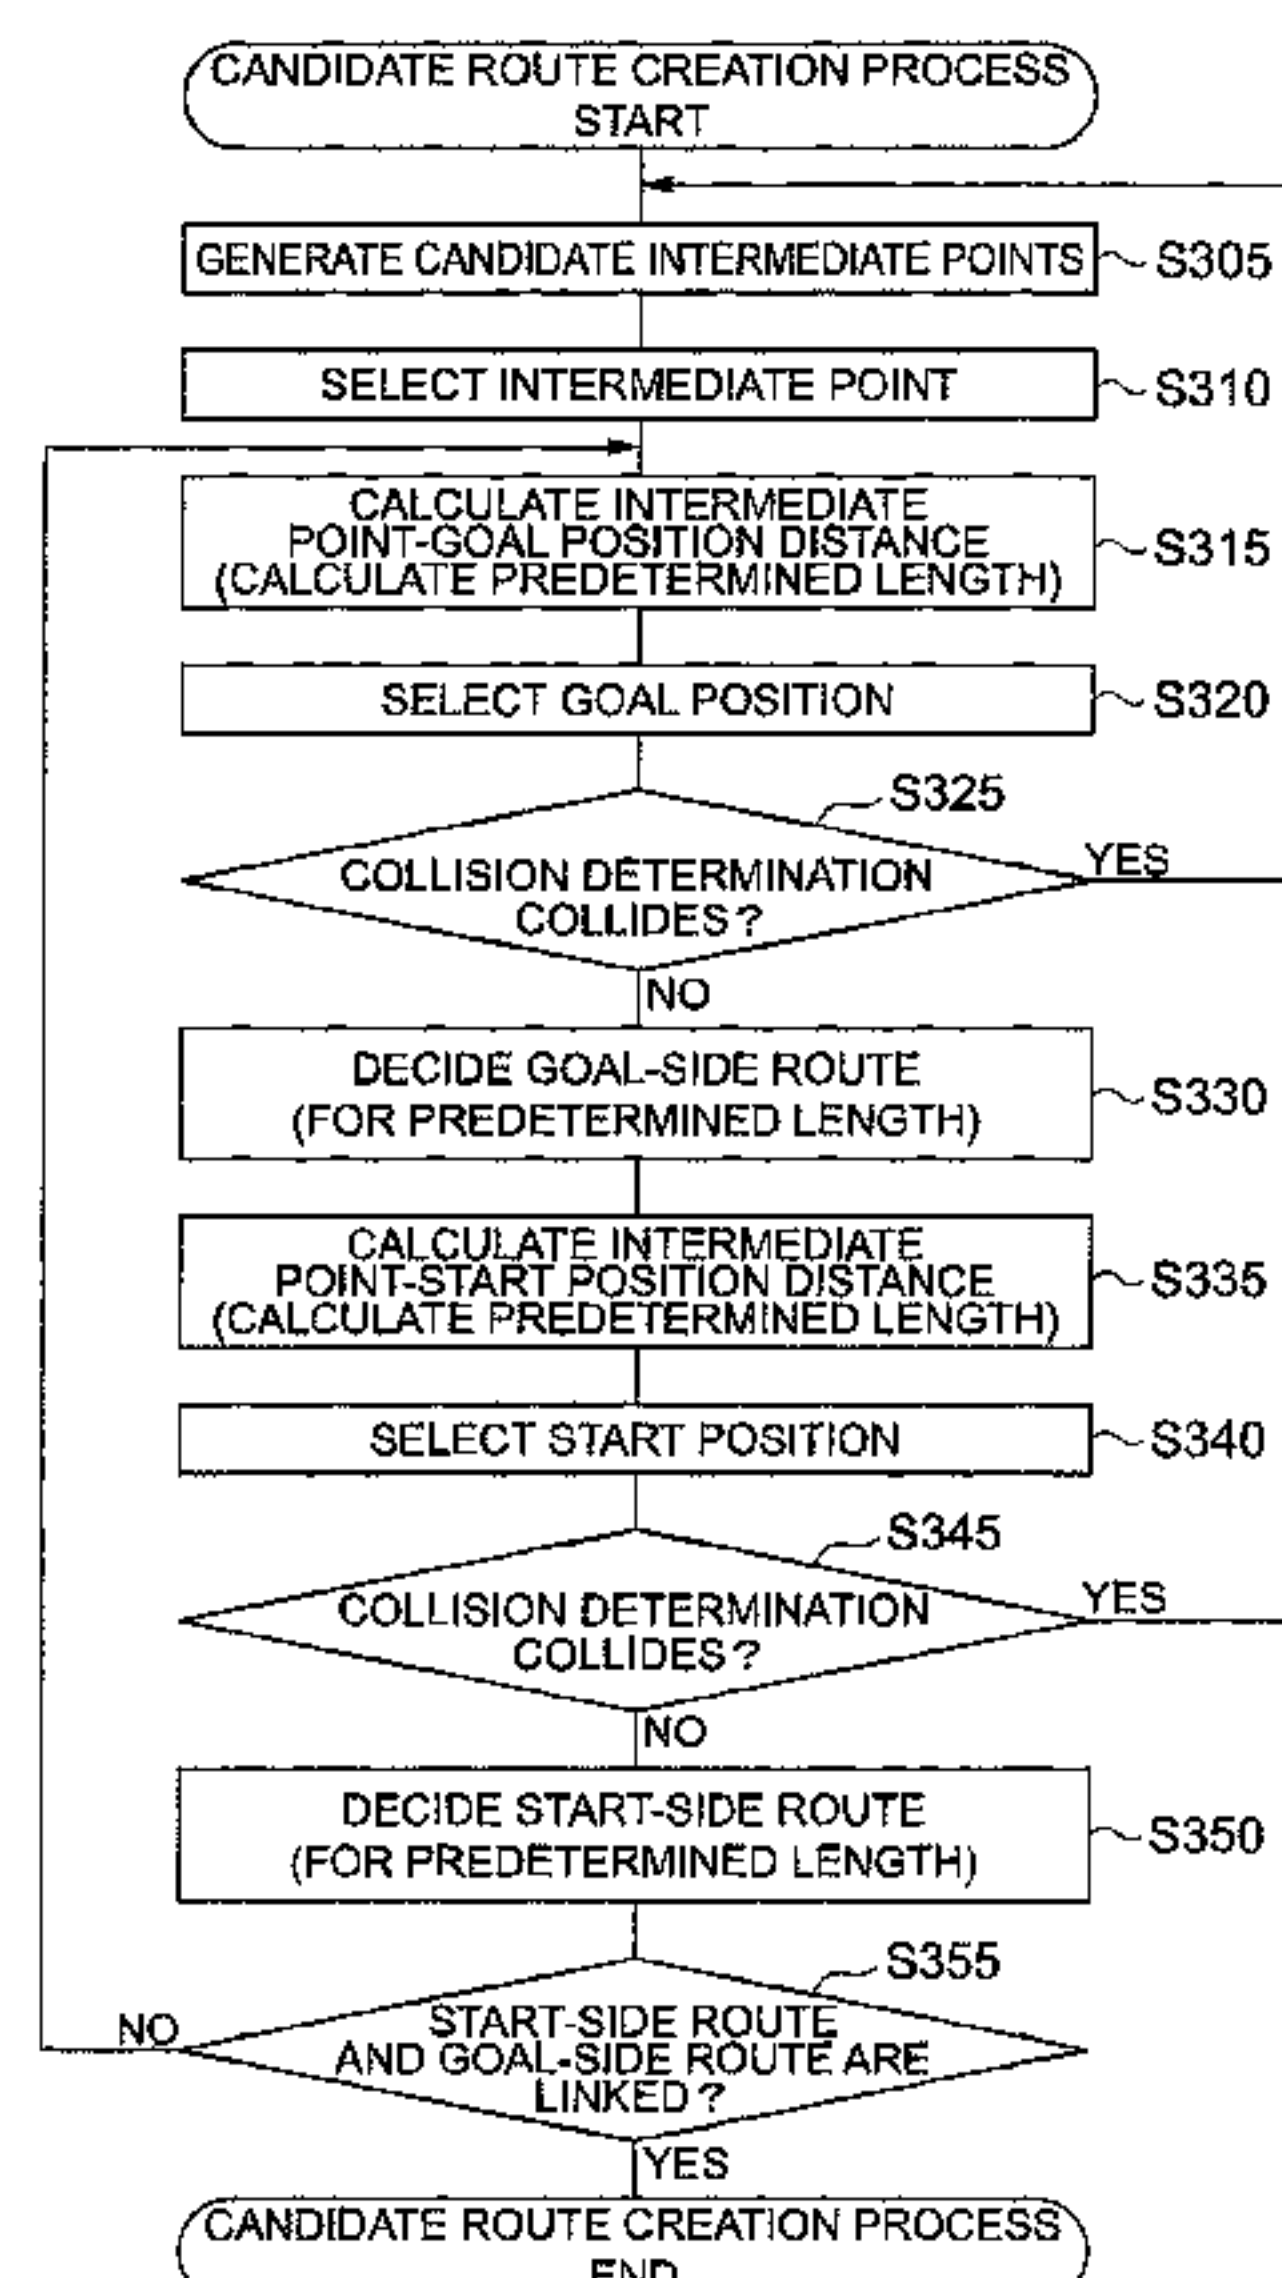 CANDIDATE ROUTE CREATION PROCESS
START
GENERATE CANDIDATE INTERMEDIATE POINTS
S305
SELECT INTERMEDIATE POINT
S310
CALCULATE INTERMEDIATE
POINT-GOAL POSITION DISTANCE
(CALCULATE PREDETERMINED LENGTH)
S315
SELECT GOAL POSITION
S320
S325
COLLISION DETERMINATION
COLLIDES?
YES
NO
DECIDE GOAL-SIDE ROUTE
(FOR PREDETERMINED LENGTH)
S330
CALCULATE INTERMEDIATE
POINT-START POSITION DISTANCE
(CALCULATE PREDETERMINED LENGTH)
S335
SELECT START POSITION
S340
S345
COLLISION DETERMINATION
COLLIDES?
YES
NO
DECIDE START-SIDE ROUTE
(FOR PREDETERMINED LENGTH)
S350
S355
START-SIDE ROUTE
AND GOAL-SIDE ROUTE ARE
LINKED?
NO
YES
CANDIDATE ROUTE CREATION PROCESS
END